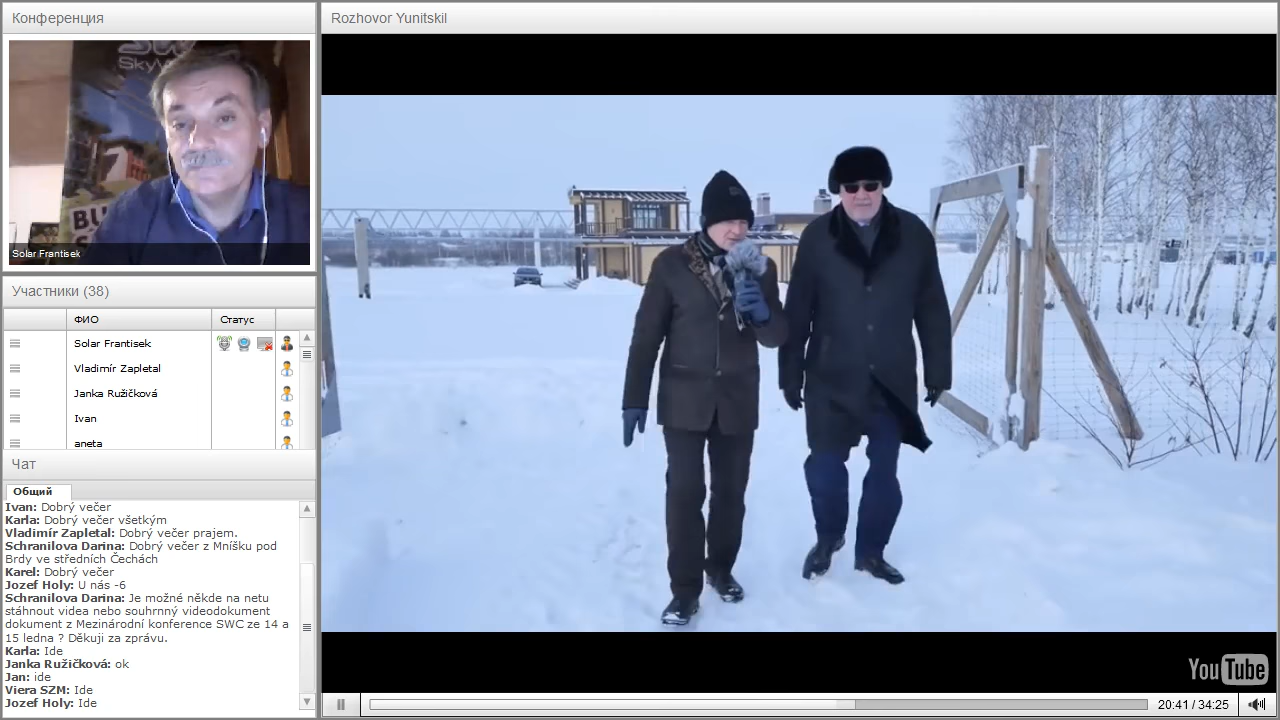 Конференция
SkyW
BU
Solar Frantisek
Участники (38)
ФИО Статус
Solar Frantisek
Vladimír Zapletal
Janka Ružičková
Ivan
aneta
Чат
Общий
Ivan: Dobrý večer
Karla: Dobrý večer všetkým
Vladimír Zapletal: Dobrý večer prajem.
Schranilova Darina: Dobrý večer z Mníšku pod
Brdy ve středních Čechách
Karel: Dobrý večer
Jozef Holy: U nás -6
Schranilova Darina: Je možné někde na netu
stáhnout videa nebo souhrnný videodokument
dokument z Mezinárodní konference SWC ze 14 a
15 ledna ? Děkuji za zprávu.
Karla: Ide
Janka Ružičková: ok
Jan: ide
Viera SZM: Ide
Jozef Holy: Ide
Rozhovor Yunitskil
YouTube
20:41 / 34:25